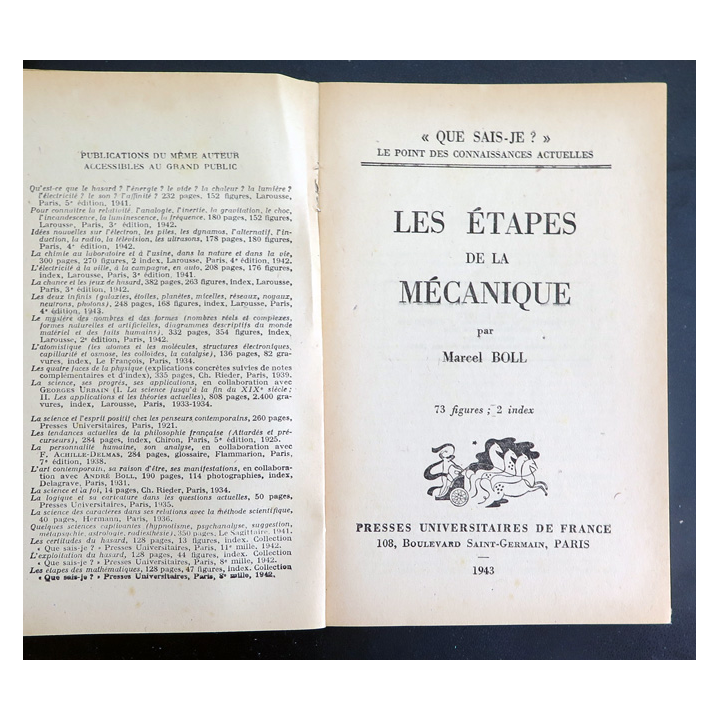 PUBLICATIONS DU MÊME AUTEUR
ACCESSIBLES AU GRAND PUBLIC
Qu'est-ce que le hasard ? l'énergie ? le vide ? la chaleur ? la lumière ?
l'électricité ? le son ? l'affinité ? 232 pages, 152 figures, Larousse,
Paris, 5e édition, 1941.
Pour connaître la relativité, l'analogie, l'inertie, la gravitation, le choc,
l'incandescence, la luminescence, la fréquence, 180 pages, 152 figures,
Larousse, Paris, 3e édition, 1942.
Idées nouvelles sur l'électron, les piles, les dynamos, l'alternatif, l'in-
duction, la radio, la télévision, les ultrasons, 178 pages, 180 figures,
Paris, 4e édition, 1942.
La chimie au laboratoire et à l'usine, dans la nature et dans la vie,
300 pages, 270 figures, 2 index, Larousse, Paris, 4e édition, 1942.
L'électricité à la ville, à la campagne, en auto, 208 pages, 176 figures,
index, Larousse, Paris, 3e édition, 1941.
La chance et les jeux de hasard, 382 pages, 263 figures, index, Larousse,
Paris, 3e édition, 1942.
Les deux infinis (galaxies, étoiles, planètes, micelles, réseaux, noyaux,
neutrons, photons), 248 pages, 168 figures, index, Larousse, Paris,
4e édition, 1943.
Le mystère des nombres et des formes (nombres réels et complexes,
formes naturelles et artificielles, diagrammes descriptifs du monde
matériel et des faits humains), 332 pages, 354 figures, index,
Larousse, 2e édition, Paris, 1942.
L'atomistique (les atomes et les molécules, structures électroniques,
capillarité et osmose, les colloïdes, la catalyse), 136 pages, 82 gra-
vures, index, Le François, Paris, 1934.
Les quatre faces de la physique (explications concrètes suivies de notes
complémentaires et d'index), 335 pages, Ch. Rieder, Paris, 1939.
La science, ses progrès, ses applications, en collaboration avec
GEORGES URBAIN (I. La science jusqu'à la fin du XIXe siècle ;
II. Les applications et les théories actuelles), 808 pages, 2.400 gra-
vures, index, Larousse, Paris, 1933-1934.
La science et l'esprit positif chez les penseurs contemporains, 260 pages,
Presses Universitaires, Paris, 1921.
Les tendances actuelles de la philosophie française (Attardés et pré-
curseurs), 284 pages, index, Chiron, Paris, 5e édition, 1925.
La personnalité humaine, son analyse, en collaboration avec
F. ACHILLE-DELMAS, 284 pages, glossaire, Flammarion, Paris,
7e édition, 1938.
L'art contemporain, sa raison d'être, ses manifestations, en collabora-
tion avec ANDRÉ BOLL, 190 pages, 114 photographies, index,
Delagrave, Paris, 1931.
La science et la foi, 14 pages, Ch. Rieder, Paris, 1934.
La logique et sa caricature dans les questions actuelles, 50 pages,
Presses Universitaires, Paris, 1935.
La science des caractères dans ses relations avec la méthode scientifique,
40 pages, Hermann, Paris, 1936.
Quelques sciences captivantes (hypnotisme, psychanalyse, suggestion,
métapsychie, astrologie, radiesthésie), 350 pages, Le Sagittaire, 1941.
Les certitudes du hasard, 128 pages, 13 figures, index. Collection
« Que sais-je ? » Presses Universitaires, Paris, 11e mille, 1942.
L'exploitation du hasard, 128 pages, 44 figures, index. Collection
« Que sais-je ? » Presses Universitaires, Paris, 1942.
Les étapes des mathématiques, 128 pages, 47 figures, index. Collection
« Que sais-je ? » Presses Universitaires, Paris, 8e mille, 1942.
« QUE SAIS-JE ? »
LE POINT DES CONNAISSANCES ACTUELLES
LES ÉTAPES
DE LA
MÉCANIQUE
par
Marcel BOLL
73 figures ; 2 index
PRESSES UNIVERSITAIRES DE FRANCE
108, BOULEVARD SAINT-GERMAIN, PARIS
1943